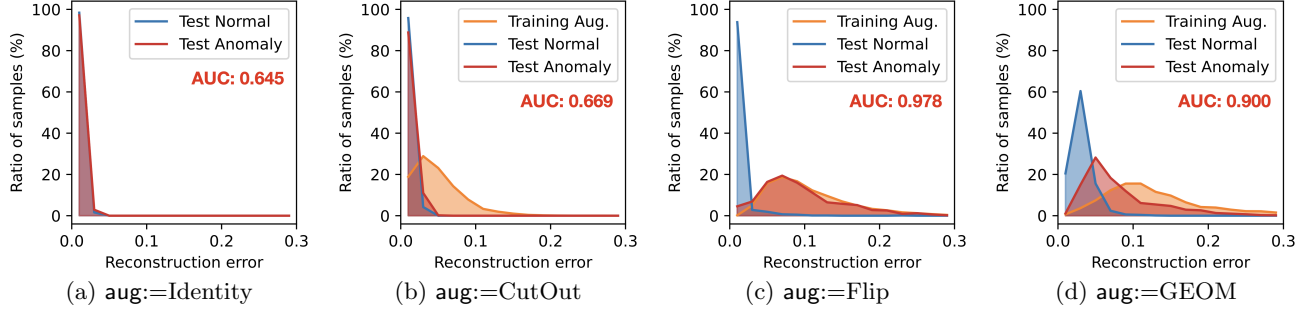 100
80
60
40
20
0
Ratio of samples (%)
Test Normal
Test Anomaly
AUC: 0.645
0.0 0.1 0.2 0.3
Reconstruction error
(a) aug:=Identity
100
80
60
40
20
0
Ratio of samples (%)
Training Aug.
Test Normal
Test Anomaly
AUC: 0.669
0.0 0.1 0.2 0.3
Reconstruction error
(b) aug:=CutOut
100
80
60
40
20
0
Ratio of samples (%)
Training Aug.
Test Normal
Test Anomaly
AUC: 0.978
0.0 0.1 0.2 0.3
Reconstruction error
(c) aug:=Flip
100
80
60
40
20
0
Ratio of samples (%)
Training Aug.
Test Normal
Test Anomaly
AUC: 0.900
0.0 0.1 0.2 0.3
Reconstruction error
(d) aug:=GEOM